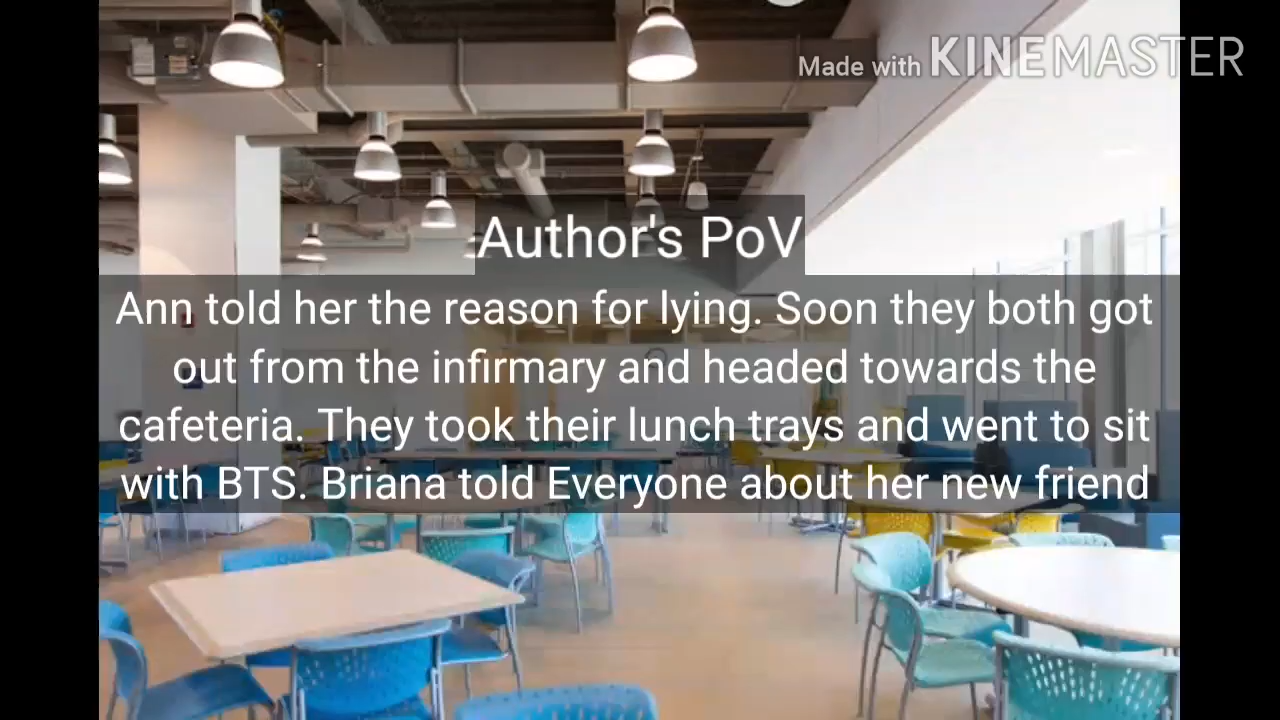 Made with KINEMASTER
Author's PoV
Ann told her the reason for lying. Soon they both got
out from the infirmary and headed towards the
cafeteria. They took their lunch trays and went to sit
with BTS. Briana told Everyone about her new friend